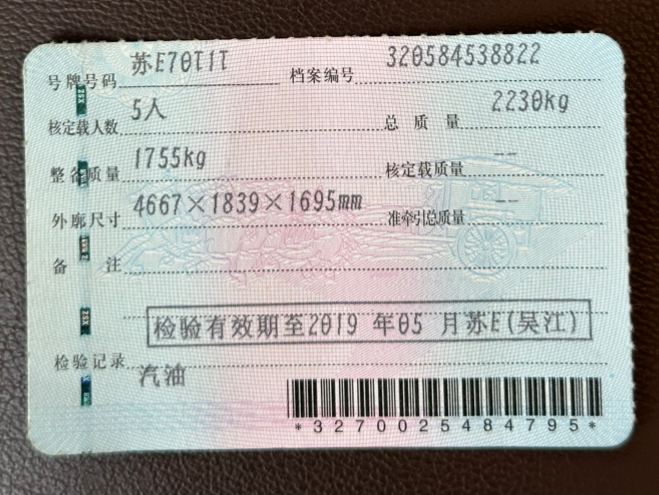 号牌号码 苏E70T1T 档案编号 320584538822
核定载人数 5人 总质量 2230kg
整备质量 1755kg 核定载质量 --
外廓尺寸 4667×1839×1695mm 准牵引总质量 --
备注
检验有效期至2019 年05 月苏E(吴江)
检验记录
汽油
*3270025484795*